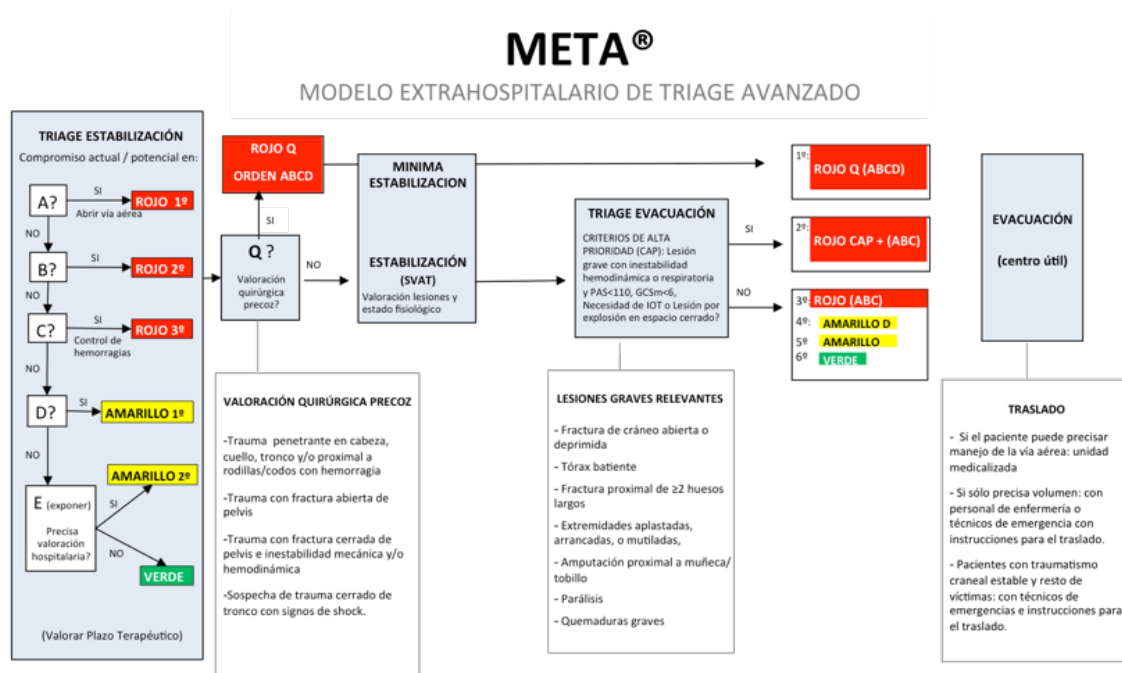 META®
MODELO EXTRAHOSPITALARIO DE TRIAGE AVANZADO
TRIAGE ESTABILIZACIÓN
Compromiso actual / potencial en:
A?
SI
Abrir vía aérea
ROJO 1º
NO
B?
SI
ROJO 2º
NO
C?
SI
Control de
hemorragias
ROJO 3º
NO
D?
SI
AMARILLO 1º
NO
AMARILLO 2º
E (exponer)
Precisa
valoración
hospitalaria?
SI
NO
VERDE
(Valorar Plazo Terapéutico)
ROJO Q
ORDEN ABCD
SI
Q ?
Valoración
quirúrgica
precoz?
NO
MINIMA
ESTABILIZACION
ESTABILIZACIÓN
(SVAT)
Valoración lesiones y
estado fisiológico
TRIAGE EVACUACIÓN
CRITERIOS DE ALTA
PRIORIDAD (CAP): Lesión
grave con inestabilidad
hemodinámica o respiratoria
y PAS<110, GCSm<6,
Necesidad de IOT o Lesión por
explosión en espacio cerrado?
SI
NO
1º:
ROJO Q (ABCD)
2º:
ROJO CAP + (ABC)
3º: ROJO (ABC)
4º: AMARILLO D
5º AMARILLO
6º VERDE
EVACUACIÓN
(centro útil)
VALORACIÓN QUIRÚRGICA PRECOZ
-Trauma penetrante en cabeza,
cuello, tronco y/o proximal a
rodillas/codos con hemorragia
-Trauma con fractura abierta de
pelvis
-Trauma con fractura cerrada de
pelvis e inestabilidad mecánica y/o
hemodinámica
-Sospecha de trauma cerrado de
tronco con signos de shock.
LESIONES GRAVES RELEVANTES
- Fractura de cráneo abierta o
deprimida
- Tórax batiente
- Fractura proximal de ≥2 huesos
largos
- Extremidades aplastadas,
arrancadas, o mutiladas,
- Amputación proximal a muñeca/
tobillo
- Parálisis
- Quemaduras graves
TRASLADO
- Si el paciente puede precisar
manejo de la vía aérea: unidad
medicalizada
- Si sólo precisa volumen: con
personal de enfermería o
técnicos de emergencia con
instrucciones para el traslado.
- Pacientes con traumatismo
craneal estable y resto de
víctimas: con técnicos de
emergencias e instrucciones para
el traslado.